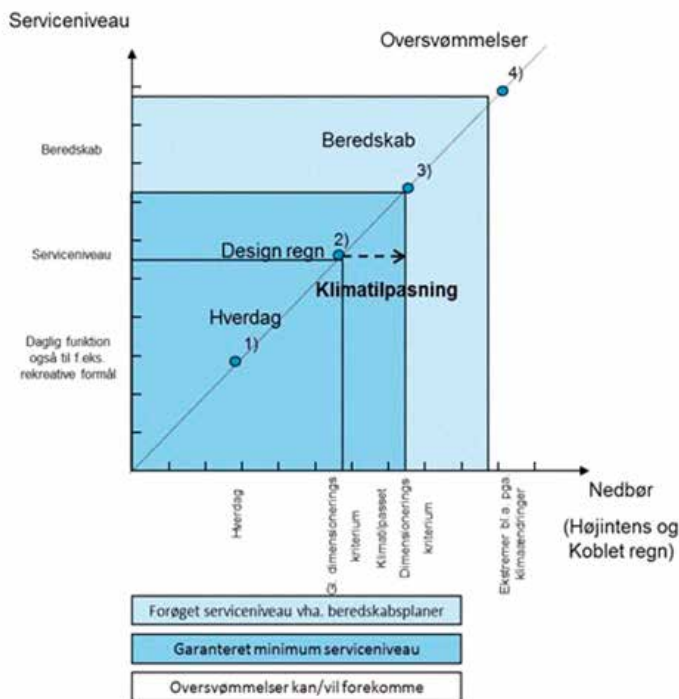 Serviceniveau
Oversvømmelser
4)
Beredskab
Beredskab
3)
2)
Serviceniveau
Design regn
Klimatilpasning
Hverdag
1)
Daglig funktion
også til f.eks.
rekreative formål
Nedbør
(Højintens og
Koblet regn)
Hverdag
Gl. dimensionerings
kriterium
Klimatilpasset
Dimensionerings
kriterium
Ekstremer bl.a. pga
klimaændringer
Forøget serviceniveau vha. beredskabsplaner
Garanteret minimum serviceniveau
Oversvømmelser kan/vil forekomme